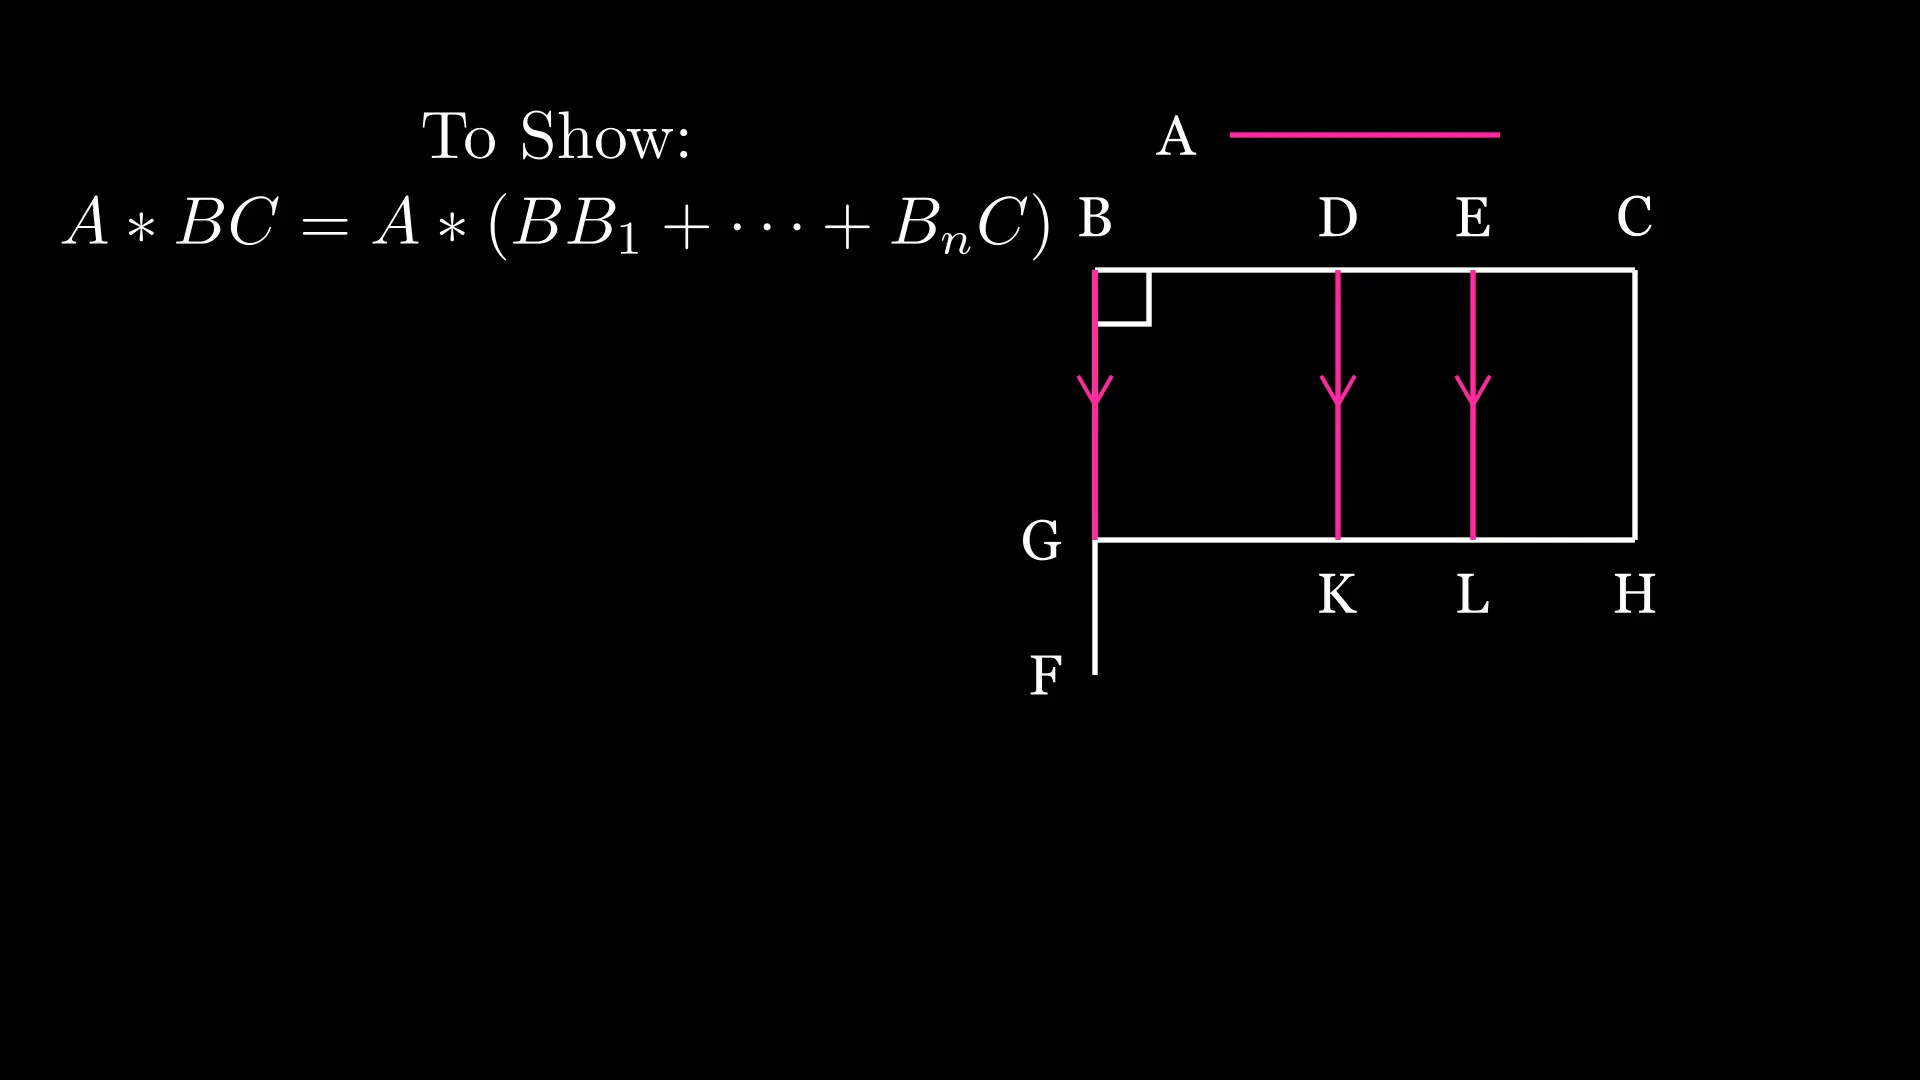 To Show:
A ∗ BC = A ∗ (BB₁ + ⋯ + BₙC)
A
B D E C
G
K L H
F